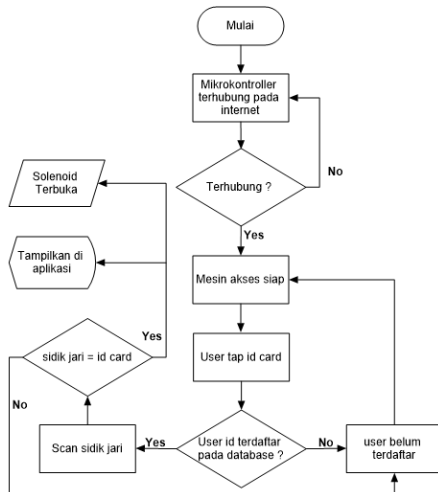 Mulai
Mikrokontroller
terhubung pada
internet
No
Terhubung ?
Yes
Solenoid
Terbuka
Tampilkan di
aplikasi
Mesin akses siap
User tap id card
Yes
sidik jari = id card
No
Scan sidik jari
Yes
User id terdaftar
pada database ?
No
user belum
terdaftar